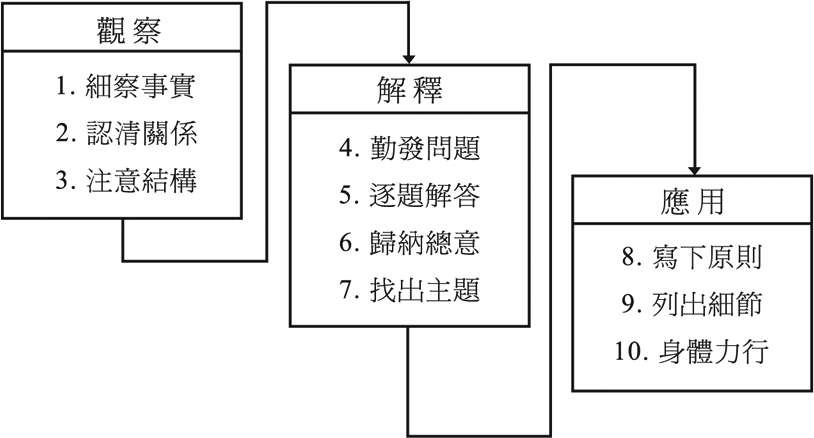 觀察
1. 細察事實
2. 認清關係
3. 注意結構
解釋
4. 勤發問題
5. 逐題解答
6. 歸納總意
7. 找出主題
應用
8. 寫下原則
9. 列出細節
10. 身體力行